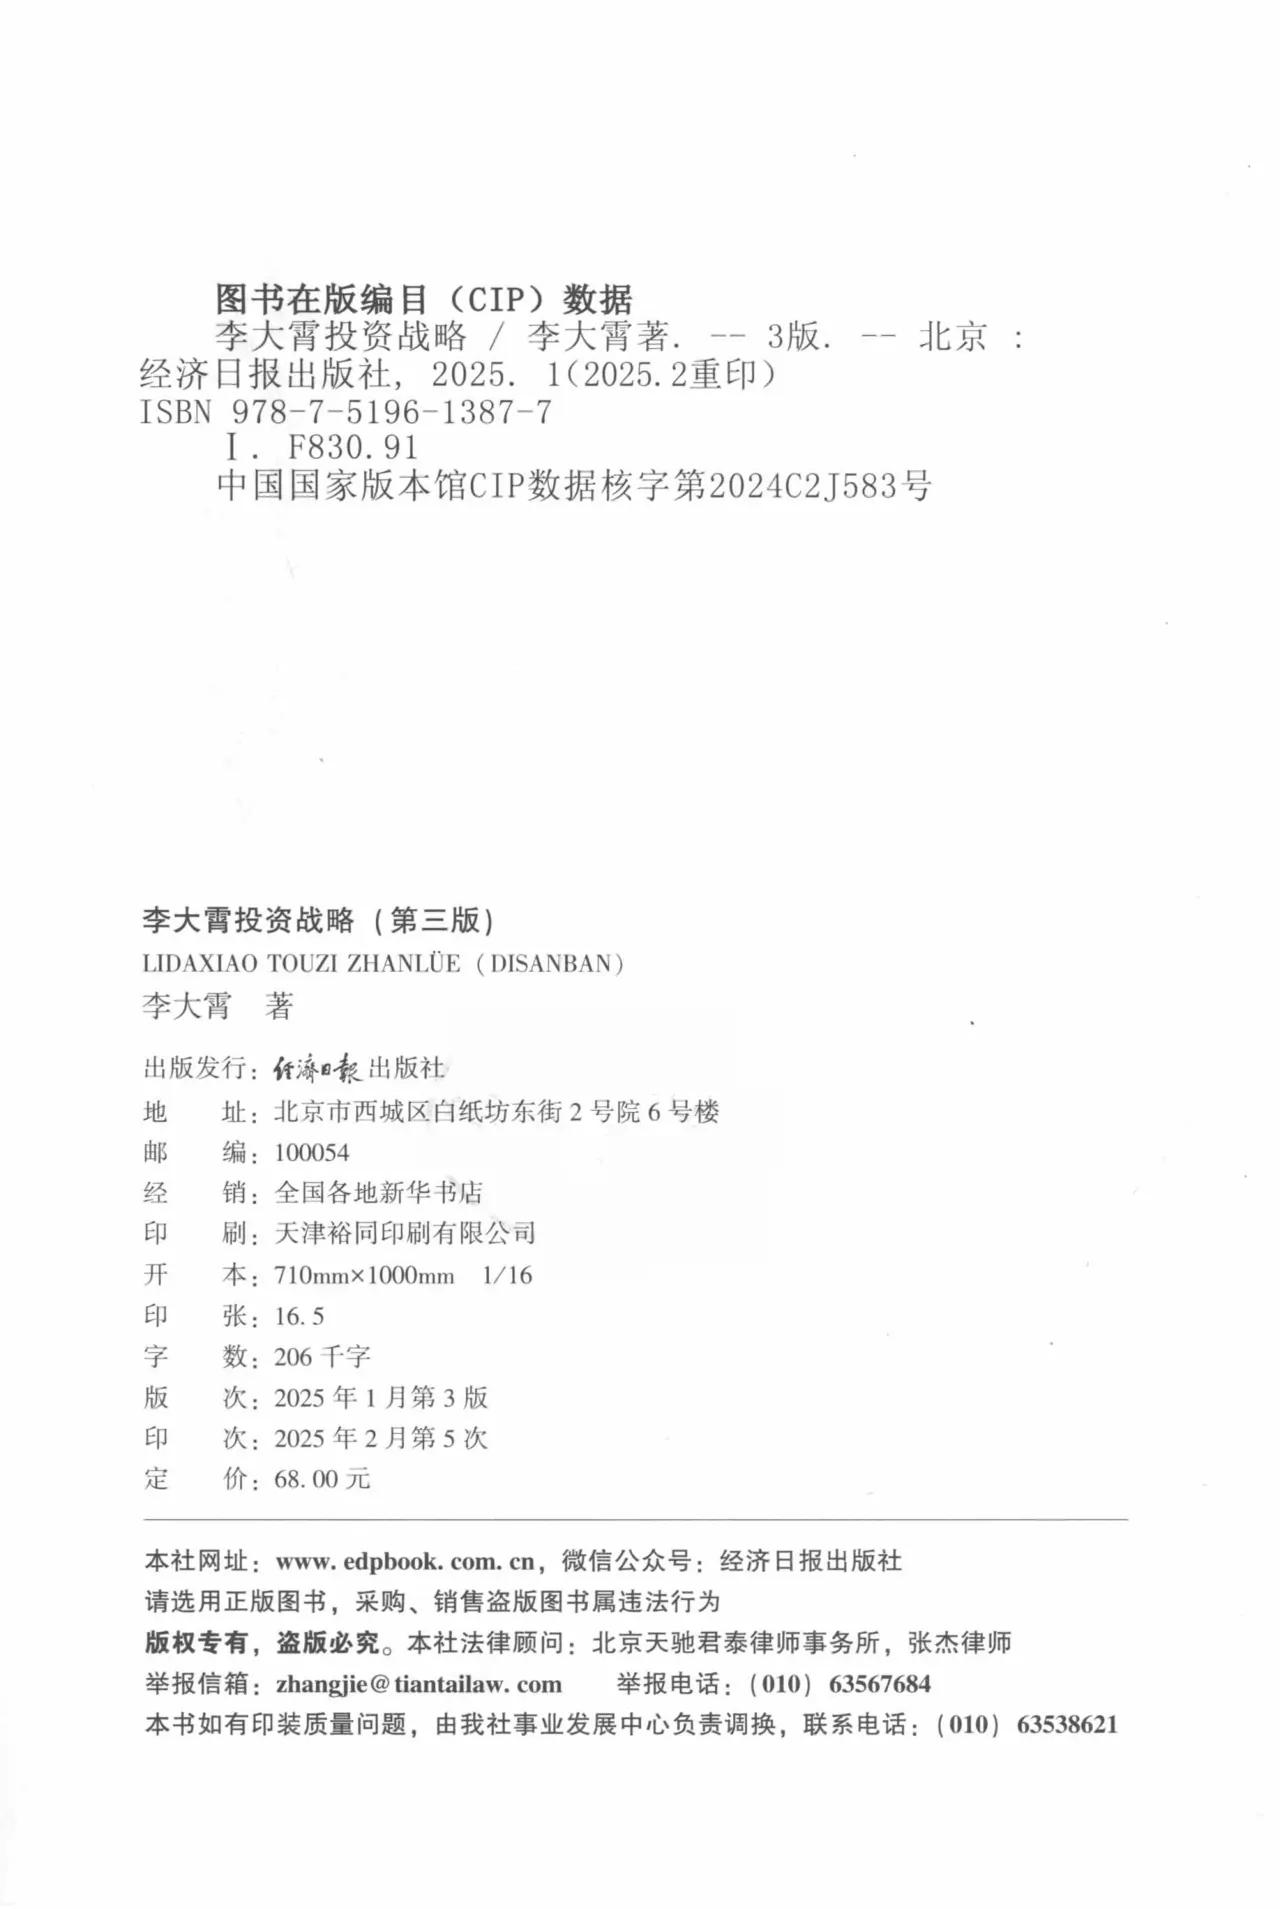 图书在版编目（CIP）数据
李大霄投资战略 / 李大霄著. -- 3版. -- 北京 :
经济日报出版社, 2025. 1(2025.2重印)
ISBN 978-7-5196-1387-7
Ⅰ. F830.91
中国国家版本馆CIP数据核字第2024C2J583号
李大霄投资战略（第三版）
LIDAXIAO TOUZI ZHANLÜE（DISANBAN）
李大霄 著
出版发行：经济日报出版社
地 址：北京市西城区白纸坊东街 2 号院 6 号楼
邮 编：100054
经 销：全国各地新华书店
印 刷：天津裕同印刷有限公司
开 本：710mm×1000mm 1/16
印 张：16.5
字 数：206 千字
版 次：2025 年 1 月第 3 版
印 次：2025 年 2 月第 5 次
定 价：68.00 元
本社网址：www.edpbook.com.cn，微信公众号：经济日报出版社
请选用正版图书，采购、销售盗版图书属违法行为
版权专有，盗版必究。本社法律顾问：北京天驰君泰律师事务所，张杰律师
举报信箱：zhangjie@tiantailaw.com 举报电话：（010）63567684
本书如有印装质量问题，由我社事业发展中心负责调换，联系电话：（010）63538621